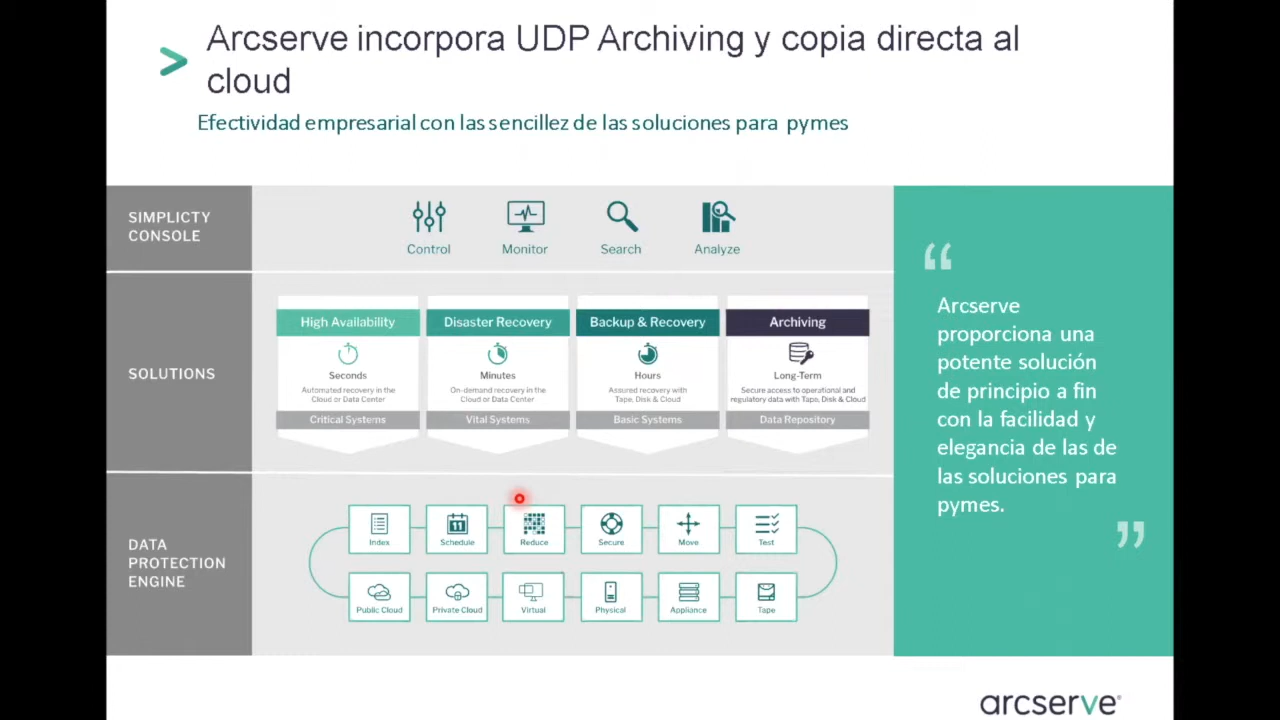 Arcserve incorpora UDP Archiving y copia directa al
cloud
Efectividad empresarial con las sencillez de las soluciones para pymes
SIMPLICTY
CONSOLE
Control
Monitor
Search
Analyze
SOLUTIONS
High Availability
Seconds
Automated recovery in the
Cloud or Data Center
Critical Systems
Disaster Recovery
Minutes
On-demand recovery in the
Cloud or Data Center
Vital Systems
Backup & Recovery
Hours
Assured recovery with
Tape, Disk & Cloud
Basic Systems
Archiving
Long-Term
Secure access to operational and
regulatory data with Tape, Disk & Cloud
Data Repository
DATA
PROTECTION
ENGINE
Index
Schedule
11
Reduce
Secure
Move
Test
Public Cloud
Private Cloud
Virtual
Physical
Appliance
Tape
“
Arcserve
proporciona una
potente solución
de principio a fin
con la facilidad y
elegancia de las de
las soluciones para
pymes.
”
arcserve®